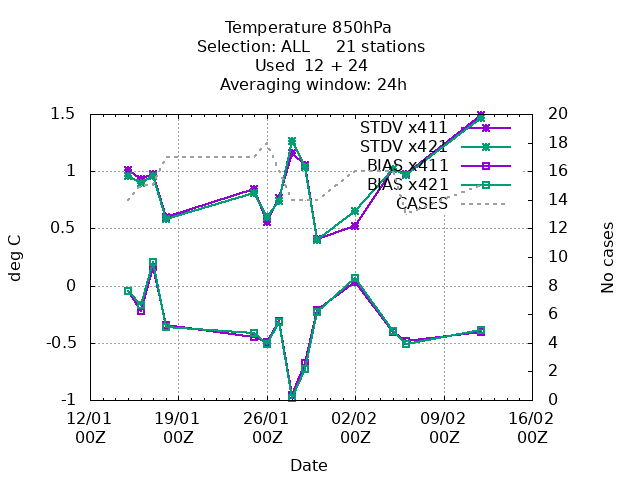 Temperature 850hPa
Selection: ALL 21 stations
Used 12 + 24
Averaging window: 24h
1.5
1
0.5
0
-0.5
-1
deg C
20
18
16
14
12
10
8
6
4
2
0
No cases
STDV x411
STDV x421
BIAS x411
BIAS x421
CASES
12/01 19/01 26/01 02/02 09/02 16/02
00Z 00Z 00Z 00Z 00Z 00Z
Date